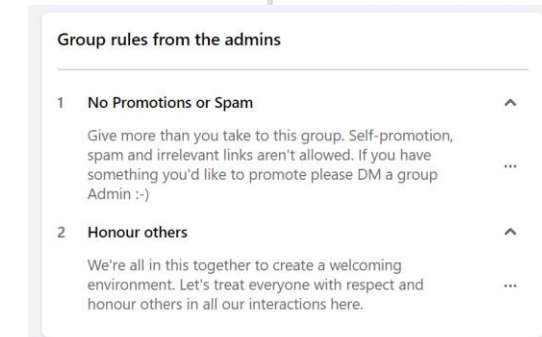 Group rules from the admins
1 No Promotions or Spam
Give more than you take to this group. Self-promotion,
spam and irrelevant links aren't allowed. If you have
something you'd like to promote please DM a group
Admin :-)
2 Honour others
We're all in this together to create a welcoming
environment. Let's treat everyone with respect and
honour others in all our interactions here.